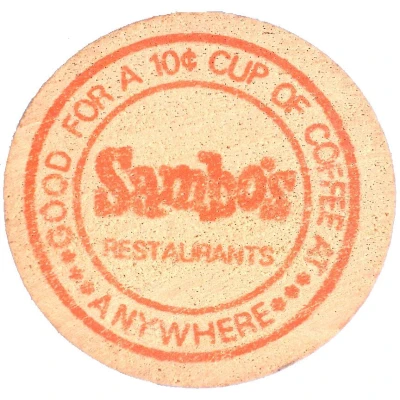 GOOD FOR A 10¢ CUP OF COFFEE AT
Sambo's
RESTAURANTS
ANYWHERE